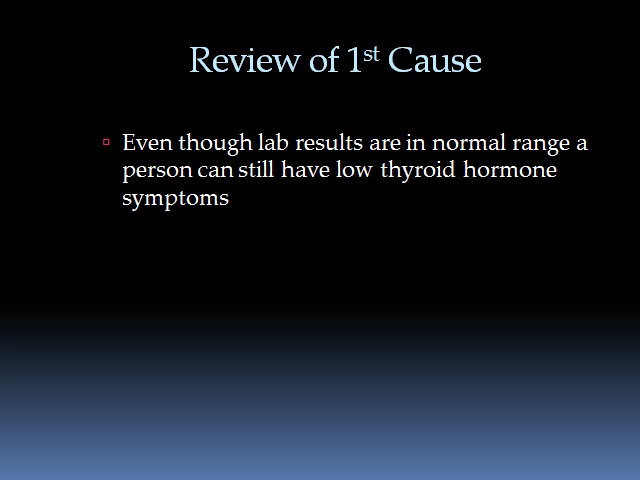 Review of 1st Cause
Even though lab results are in normal range a
person can still have low thyroid hormone
symptoms